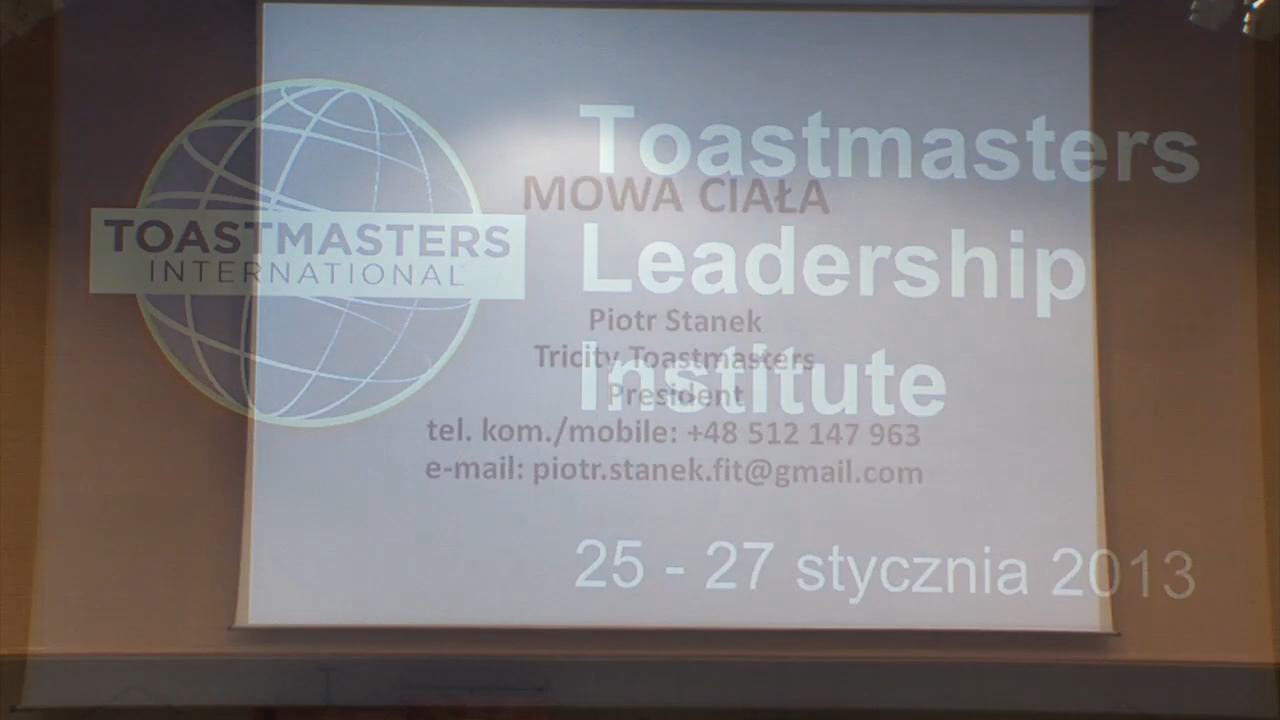 TOASTMASTERS
INTERNATIONAL
Toastmasters
Leadership
Institute
25 - 27 stycznia 2013
MOWA CIAŁA
Piotr Stanek
Tricity Toastmasters
President
tel. kom./mobile: +48 512 147 963
e-mail: piotr.stanek.fit@gmail.com